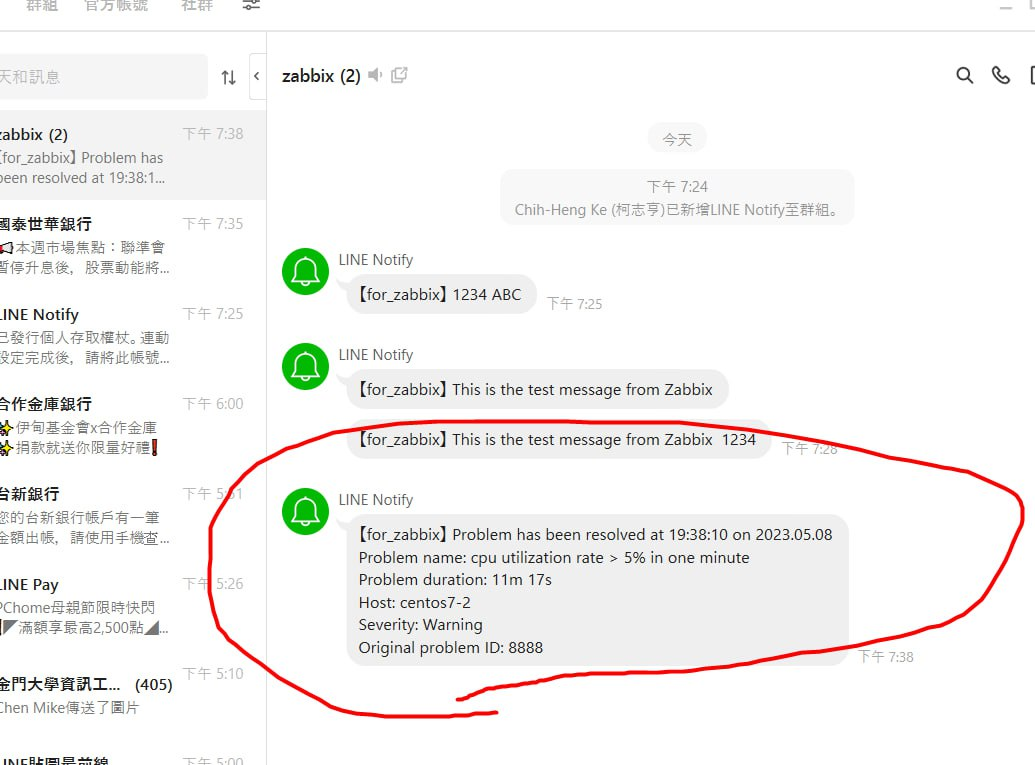 群組 官方帳號 社群
天和訊息
zabbix (2) 下午 7:38
【for_zabbix】Problem has
been resolved at 19:38:1...
國泰世華銀行 下午 7:35
本週市場焦點：聯準會
暫停升息後，股票動能將...
LINE Notify 下午 7:25
已發行個人存取權杖。連動
設定完成後，請將此帳號...
合作金庫銀行 下午 6:00
伊甸基金會x合作金庫
捐款就送你限量好禮❗
台新銀行 下午 5:51
您的台新銀行帳戶有一筆
金額出帳，請使用手機查...
LINE Pay 下午 5:26
PChome母親節限時快閃
滿額享最高2,500點...
金門大學資訊工... (405) 下午 5:10
Chen Mike傳送了圖片
LINE貼圖最前線 下午 5:00
zabbix (2)
今天
下午 7:24
Chih-Heng Ke (柯志亨)已新增LINE Notify至群組。
LINE Notify
【for_zabbix】1234 ABC
下午 7:25
LINE Notify
【for_zabbix】This is the test message from Zabbix
【for_zabbix】This is the test message from Zabbix 1234
下午 7:28
LINE Notify
【for_zabbix】Problem has been resolved at 19:38:10 on 2023.05.08
Problem name: cpu utilization rate > 5% in one minute
Problem duration: 11m 17s
Host: centos7-2
Severity: Warning
Original problem ID: 8888
下午 7:38